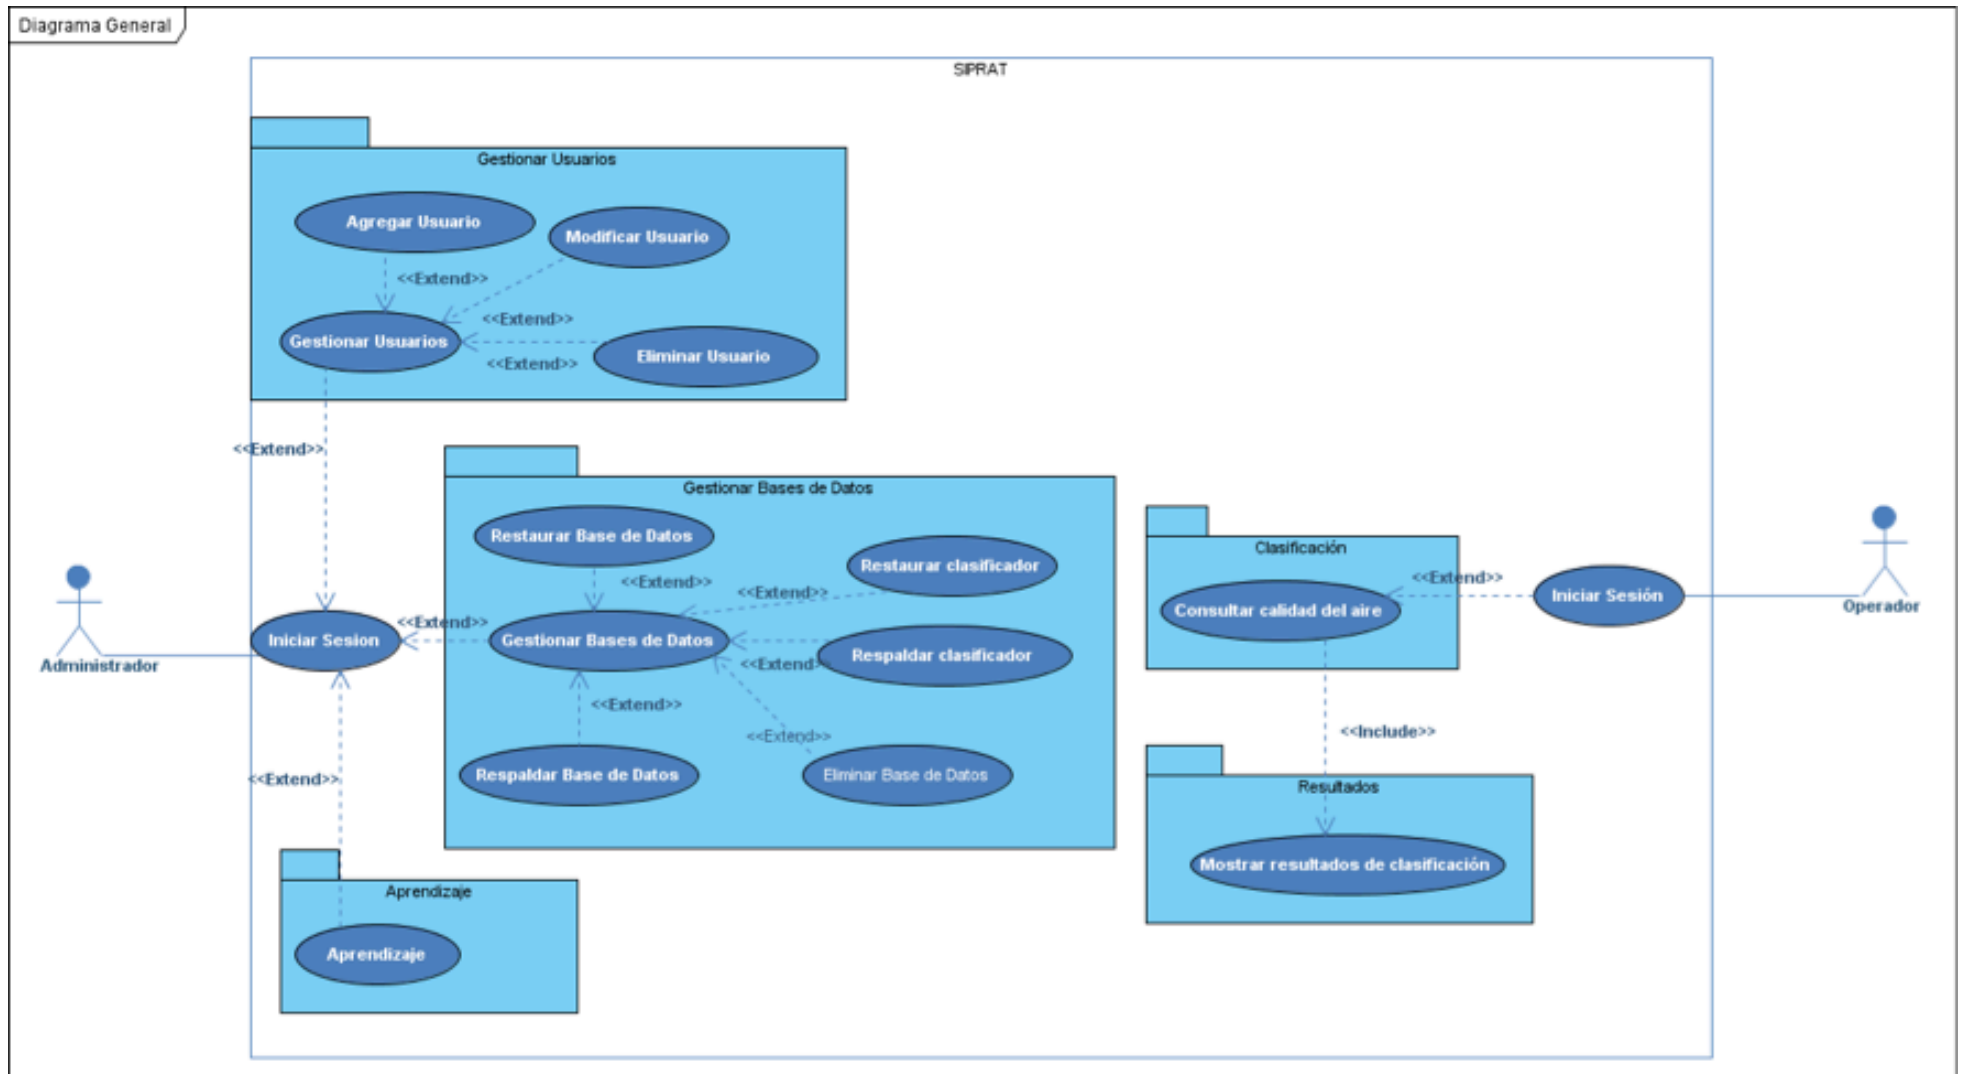 Diagrama General
SIPRAT
Gestionar Usuarios
Agregar Usuario
Modificar Usuario
<<Extend>>
<<Extend>>
Gestionar Usuarios
<<Extend>>
Eliminar Usuario
<<Extend>>
Gestionar Bases de Datos
Restaurar Base de Datos
Restaurar clasificador
<<Extend>>
<<Extend>>
<<Extend>>
Gestionar Bases de Datos
Respaldar clasificador
<<Extend>>
<<Extend>>
<<Extend>>
Respaldar Base de Datos
Eliminar Base de Datos
Iniciar Sesion
Administrador
<<Extend>>
Aprendizaje
Aprendizaje
Clasificación
<<Extend>>
Consultar calidad del aire
Iniciar Sesión
Operador
<<Include>>
Resultados
Mostrar resultados de clasificación